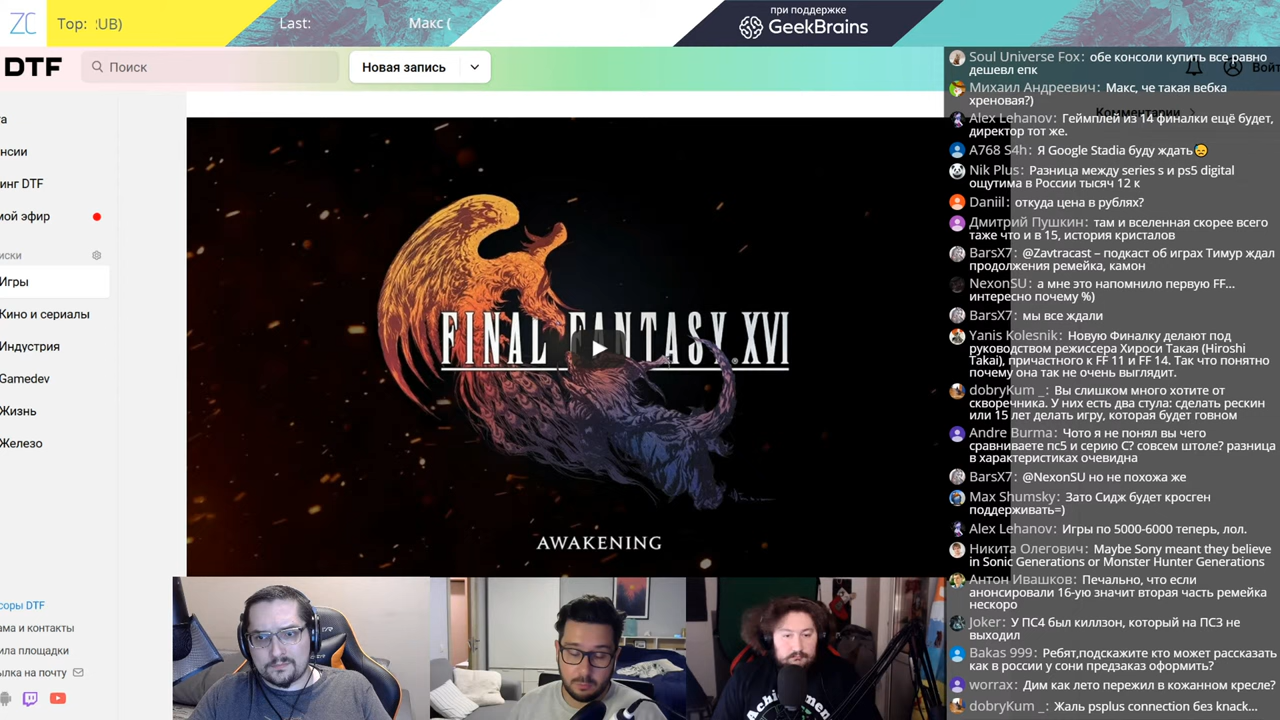 ZC
Top: :UB)
Last:
Макс (
при поддержке
GeekBrains
DTF
Поиск
Новая запись
Войт
Комментарии
та
нсии
инг DTF
мой эфир
иски
Игры
Кино и сериалы
Индустрия
Gamedev
Жизнь
Железо
соры DTF
ама и контакты
ила площадки
ылка на почту
FINAL FANTASY XVI
AWAKENING
Soul Universe Fox: обе консоли купить все равно
дешевл епк
Михаил Андреевич: Макс, че такая вебка
хреновая?)
Alex Lehanov: Геймплей из 14 финалки ещё будет,
директор тот же.
A768 S4h: Я Google Stadia буду ждать😥
Nik Plus: Разница между series s и ps5 digital
ощутима в России тысяч 12 к
Daniil: откуда цена в рублях?
Дмитрий Пушкин: там и вселенная скорее всего
таже что и в 15, история кристалов
BarsX7: @Zavtracast – подкаст об играх Тимур ждал
продолжения ремейка, камон
NexonSU: а мне это напомнило первую FF...
интересно почему %)
BarsX7: мы все ждали
Yanis Kolesnik: Новую Финалку делают под
руководством режиссера Хироси Такая (Hiroshi
Takai), причастного к FF 11 и FF 14. Так что понятно
почему она так не очень выглядит.
dobryKum _: Вы слишком много хотите от
скворечника. У них есть два стула: сделать рескин
или 15 лет делать игру, которая будет говном
Andre Burma: Чото я не понял вы чего
сравниваете пс5 и серию С? совсем штоле? разница
в характеристиках очевидна
BarsX7: @NexonSU но не похожа же
Max Shumsky: Зато Сидж будет кросген
поддерживать=)
Alex Lehanov: Игры по 5000-6000 теперь, лол.
Никита Олегович: Maybe Sony meant they believe
in Sonic Generations or Monster Hunter Generations
Антон Ивашков: Печально, что если
анонсировали 16-ую значит вторая часть ремейка
нескоро
Joker: У ПС4 был киллзон, который на ПС3 не
выходил
Bakas 999: Ребят,подскажите кто может рассказать
как в россии у сони предзаказ оформить?
worrax: Дим как лето пережил в кожанном кресле?
dobryKum _: Жаль psplus connection без knack...